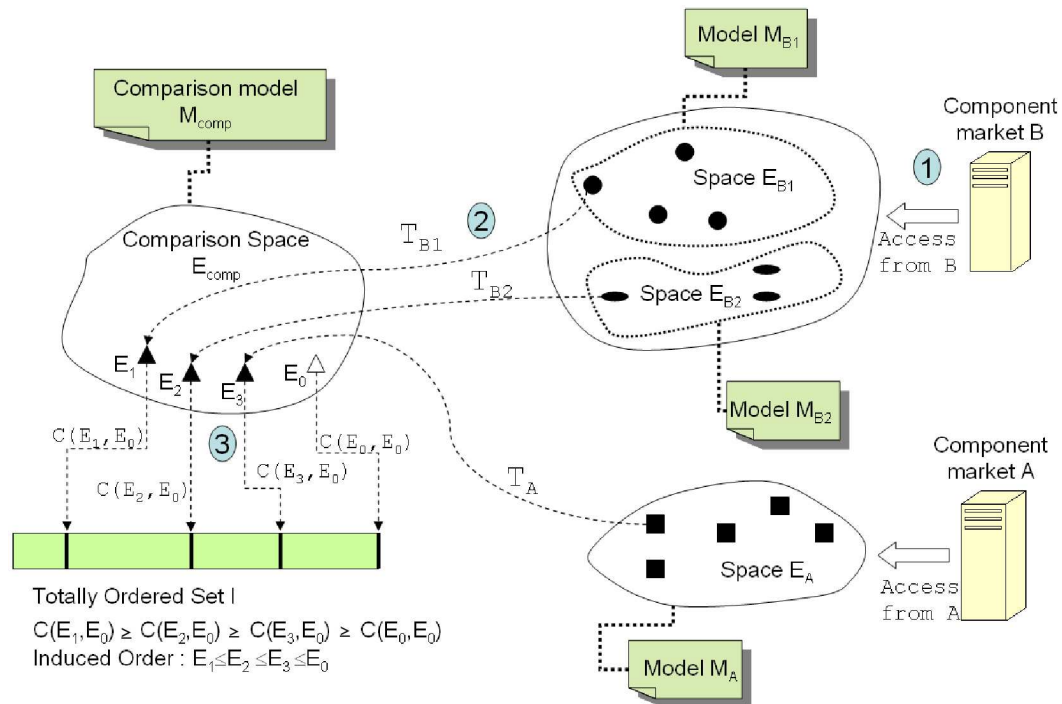 Model M_B1
Comparison model
M_comp
Component
market B
1
Space E_B1
2
T_B1
Access
from B
Comparison Space
E_comp
T_B2
Space E_B2
E_1
E_2
E_3
E_0
Model M_B2
C(E_1,E_0)
3
C(E_0,E_0)
C(E_2,E_0)
C(E_3,E_0)
T_A
Component
market A
Space E_A
Access
from A
Totally Ordered Set I
C(E_1,E_0) ≥ C(E_2,E_0) ≥ C(E_3,E_0) ≥ C(E_0,E_0)
Induced Order : E_1≤E_2 ≤E_3≤E_0
Model M_A